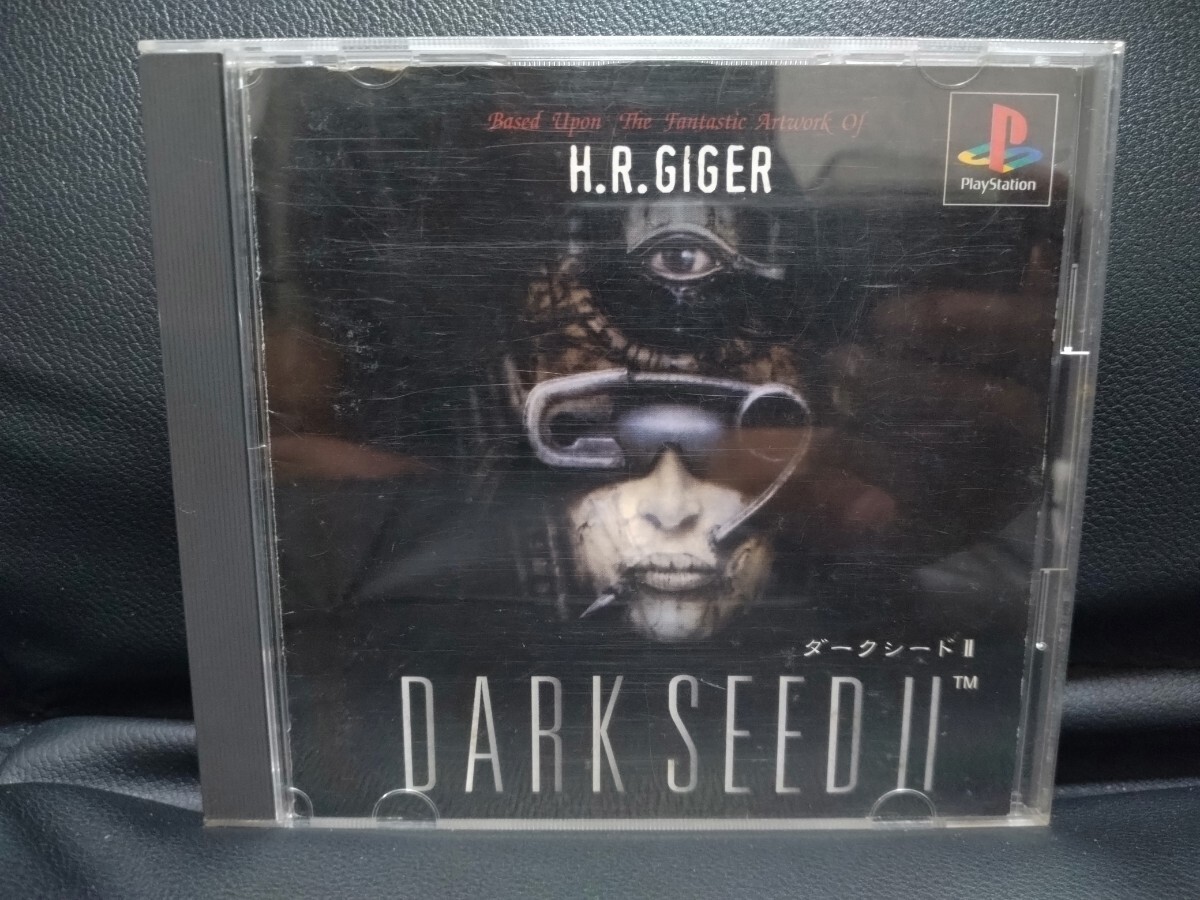 Based Upon The Fantastic Artwork Of
H.R.GIGER
PlayStation
ダークシードⅡ
DARK SEED II™